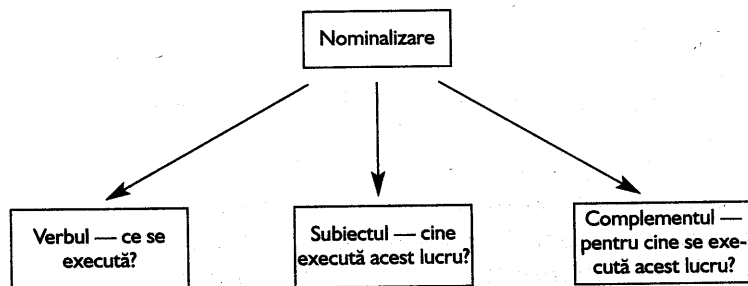 Nominalizare
Verbul — ce se
execută?
Subiectul — cine
execută acest lucru?
Complementul —
pentru cine se exe-
cută acest lucru?